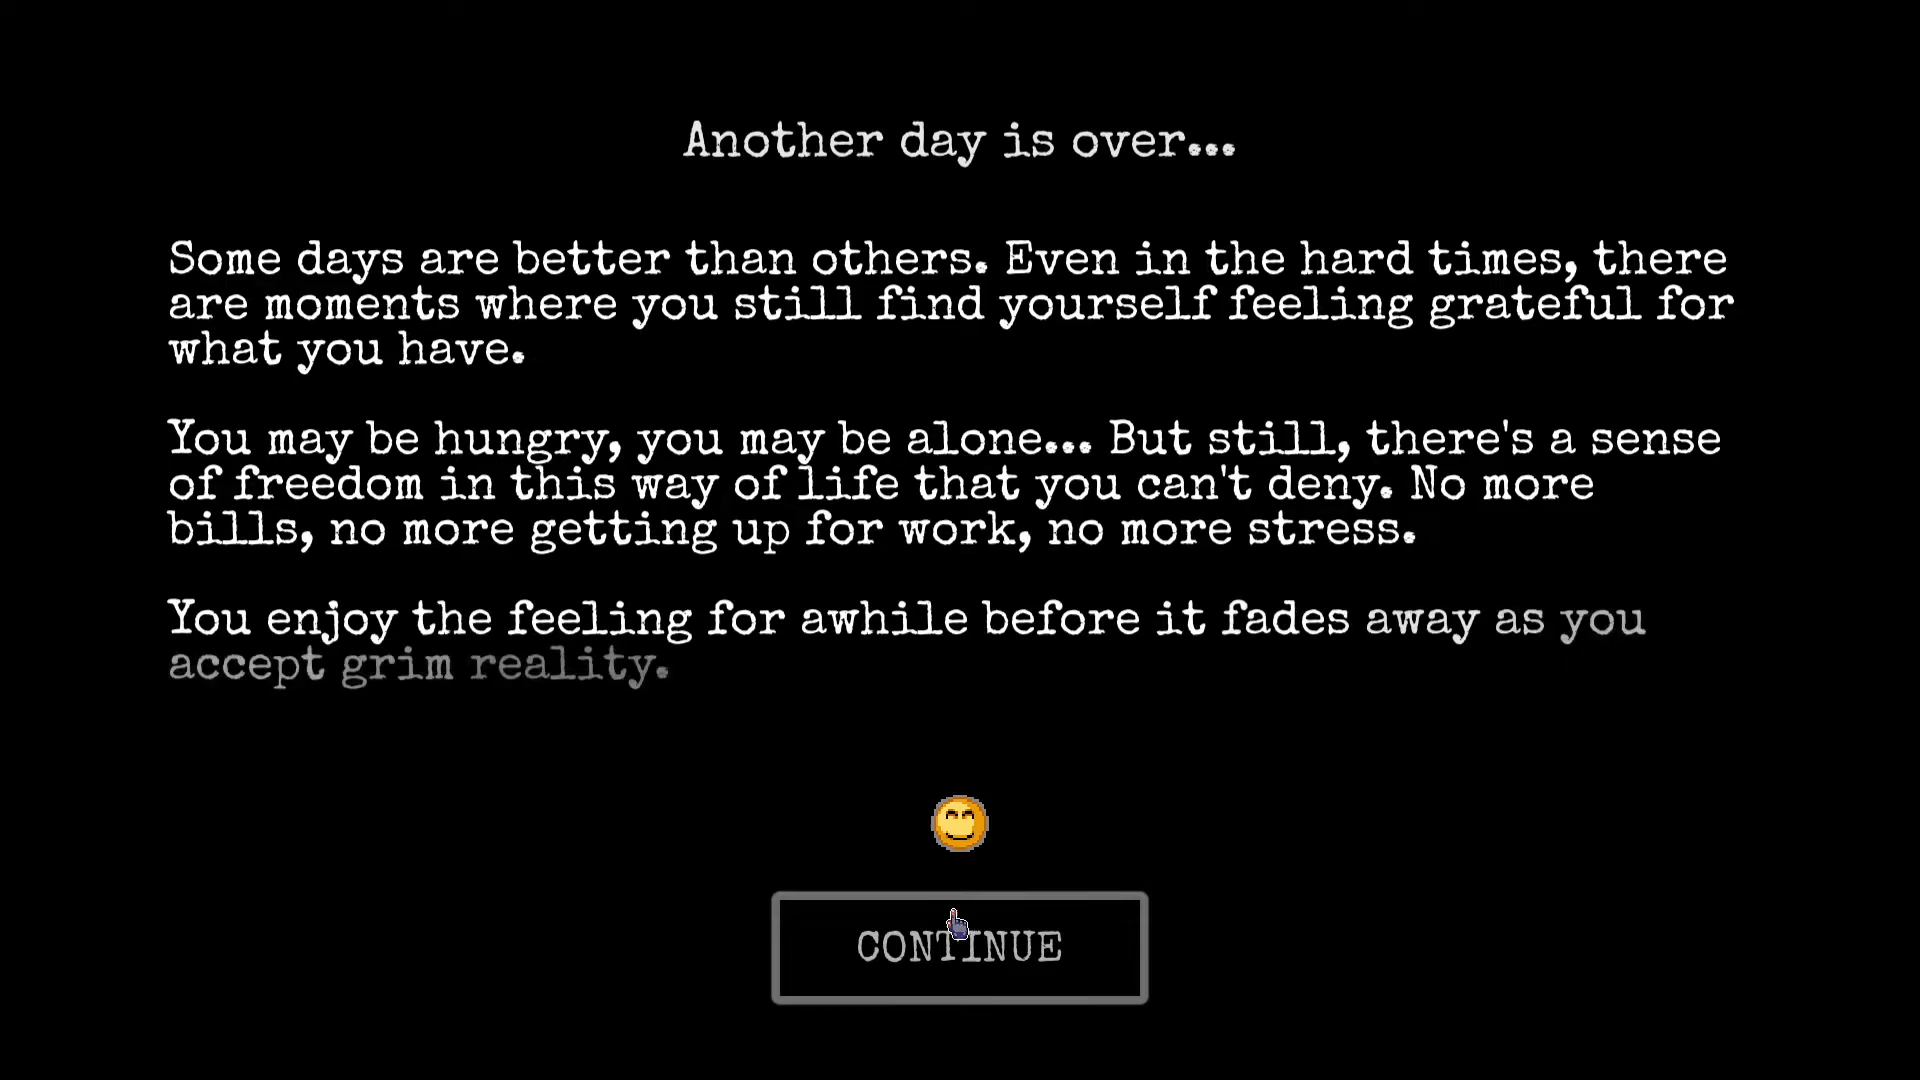 Another day is over...
Some days are better than others. Even in the hard times, there
are moments where you still find yourself feeling grateful for
what you have.
You may be hungry, you may be alone... But still, there's a sense
of freedom in this way of life that you can't deny. No more
bills, no more getting up for work, no more stress.
You enjoy the feeling for awhile before it fades away as you
accept grim reality.
CONTINUE